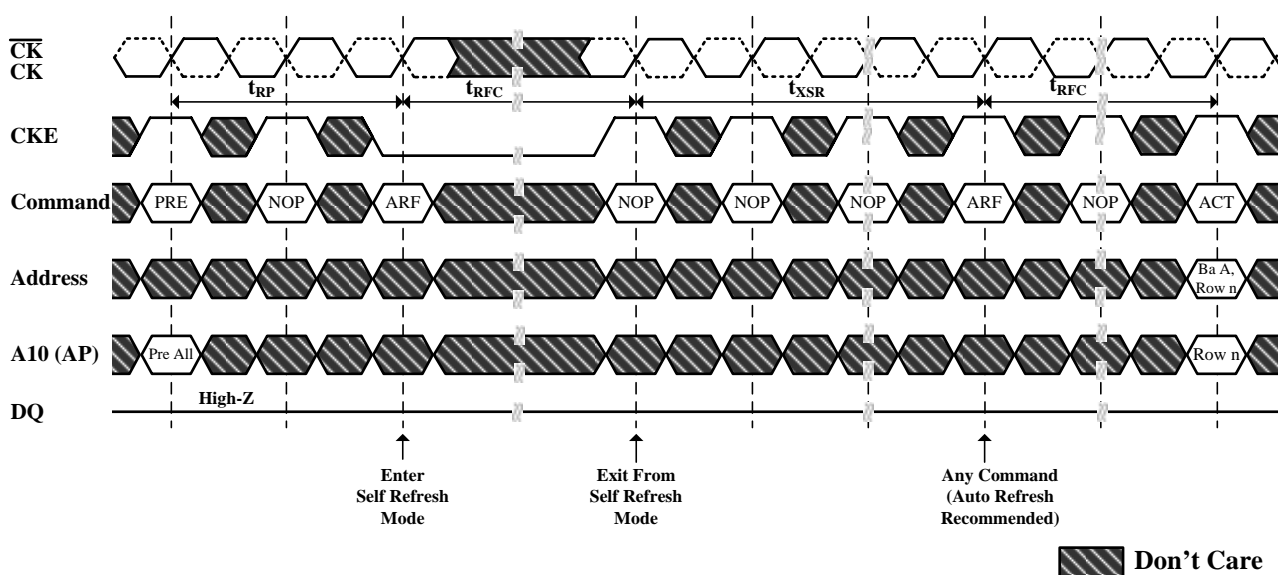 CK
CK
tRP tRFC tXSR tRFC
CKE
Command PRE NOP ARF NOP NOP NOP ARF NOP ACT
Address Ba A,
Row n
A10 (AP) Pre All Row n
High-Z
DQ
Enter
Self Refresh
Mode
Exit From
Self Refresh
Mode
Any Command
(Auto Refresh
Recommended)
Don't Care